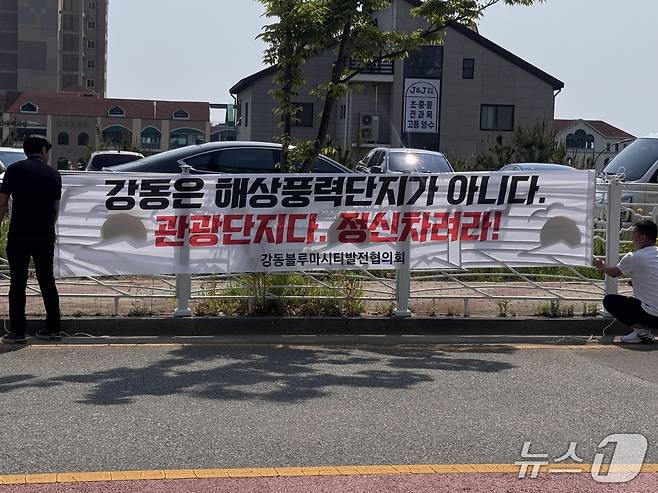 J&J
초·중등
전과목
고등 영수
강동은 해상풍력단지가 아니다.
관광단지다. 정신차려라!
강동블루마시티발전협의회
뉴스1